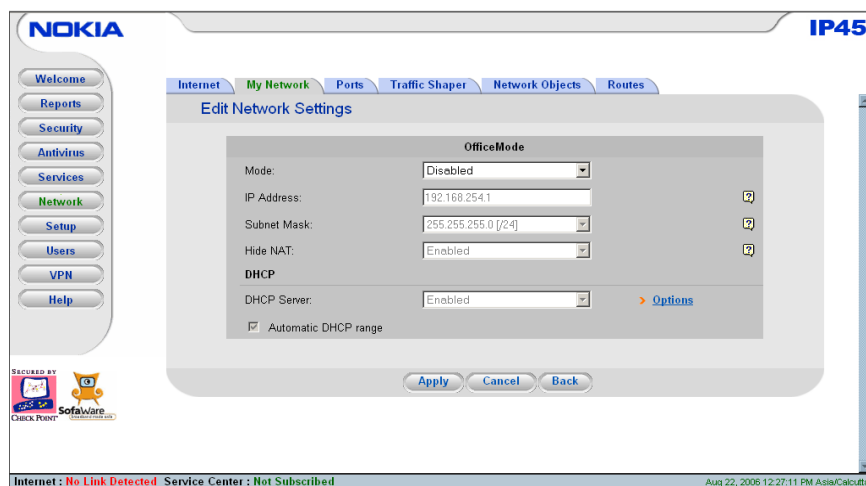 NOKIA
IP45
Welcome
Reports
Security
Antivirus
Services
Network
Setup
Users
VPN
Help
Internet My Network Ports Traffic Shaper Network Objects Routes
Edit Network Settings
OfficeMode
Mode: Disabled
IP Address: 192.168.254.1
Subnet Mask: 255.255.255.0 [/24]
Hide NAT: Enabled
DHCP
DHCP Server: Enabled > Options
Automatic DHCP range
Apply Cancel Back
SECURED BY
CHECK POINT
SofaWare
Internet : No Link Detected Service Center : Not Subscribed
Aug 22, 2006 12:27:11 PM Asia/Calcutt